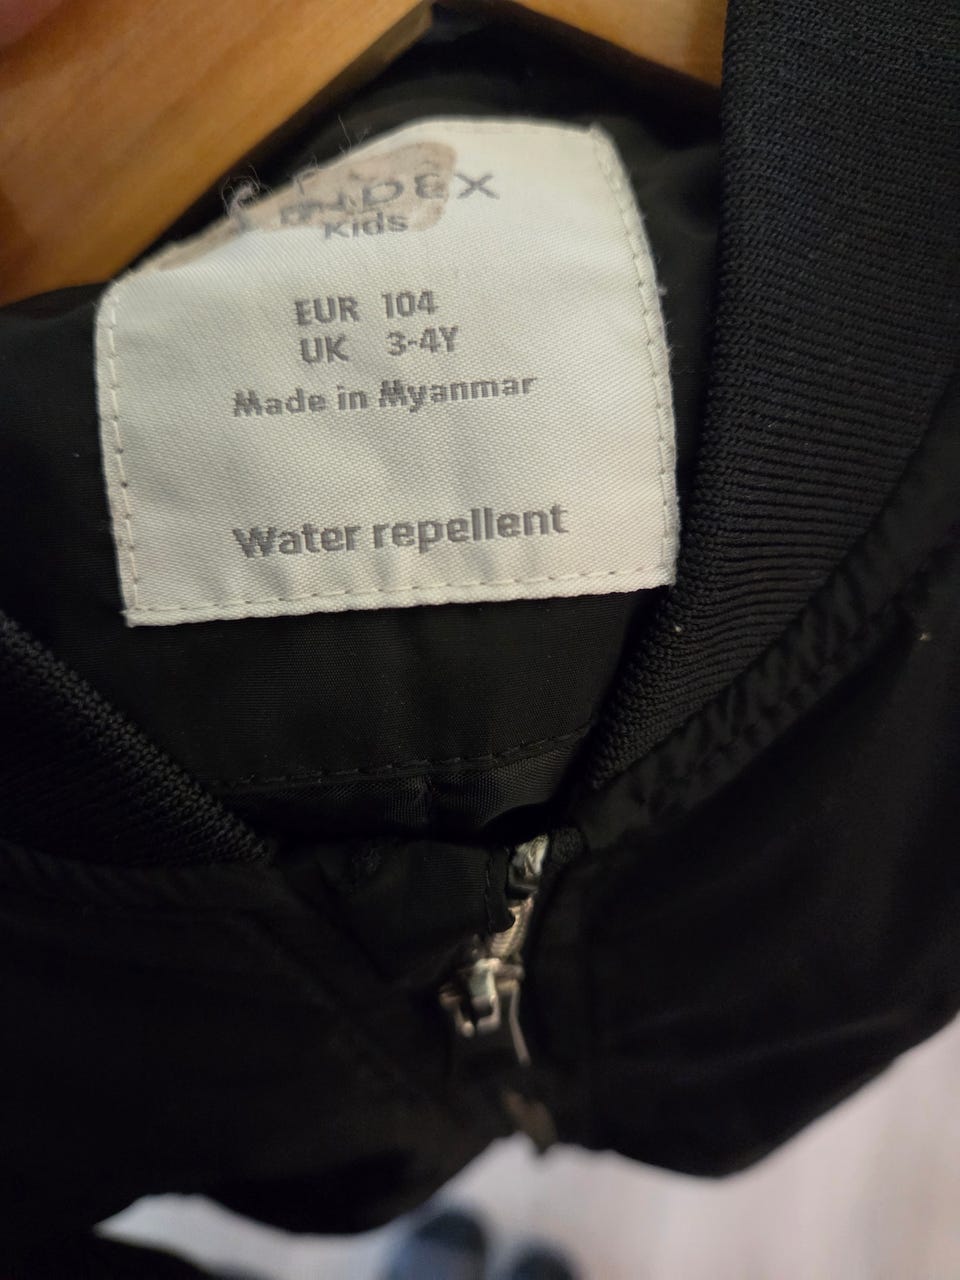 Kids
EUR 104
UK 3-4Y
Made in Myanmar
Water repellent